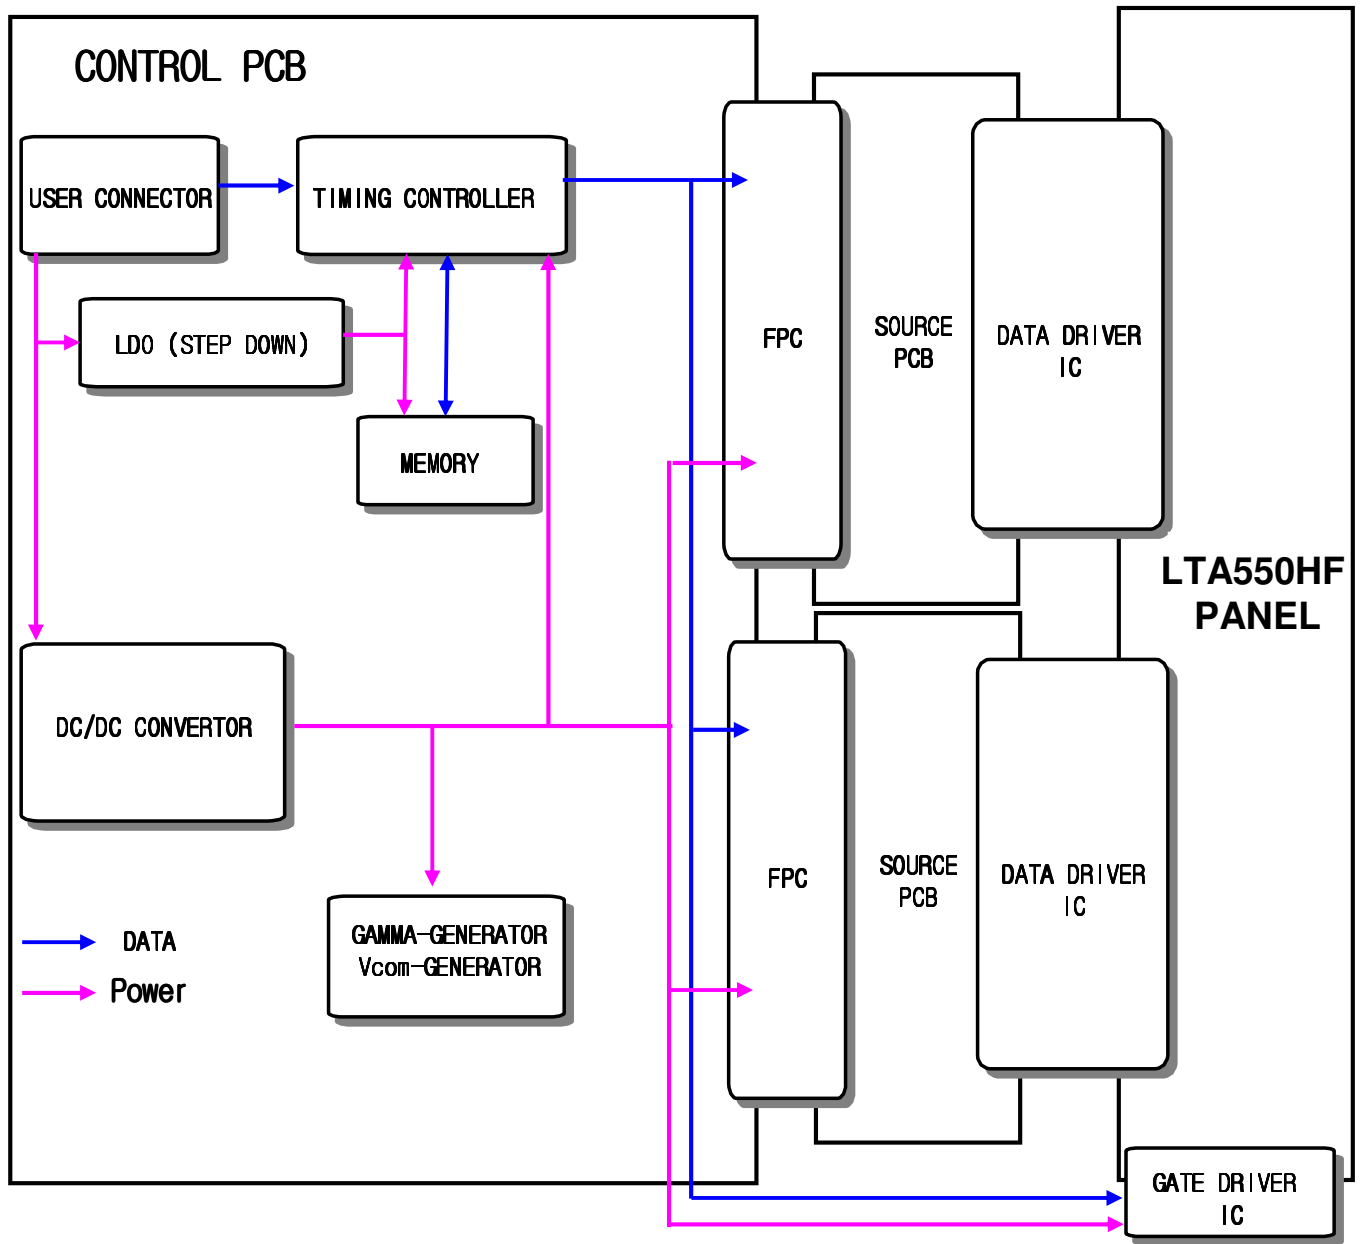 CONTROL PCB
USER CONNECTOR
TIMING CONTROLLER
LDO (STEP DOWN)
MEMORY
FPC
SOURCE
PCB
DATA DRIVER
IC
LTA550HF
PANEL
DC/DC CONVERTOR
FPC
SOURCE
PCB
DATA DRIVER
IC
GAMMA-GENERATOR
Vcom-GENERATOR
DATA
Power
GATE DRIVER
IC